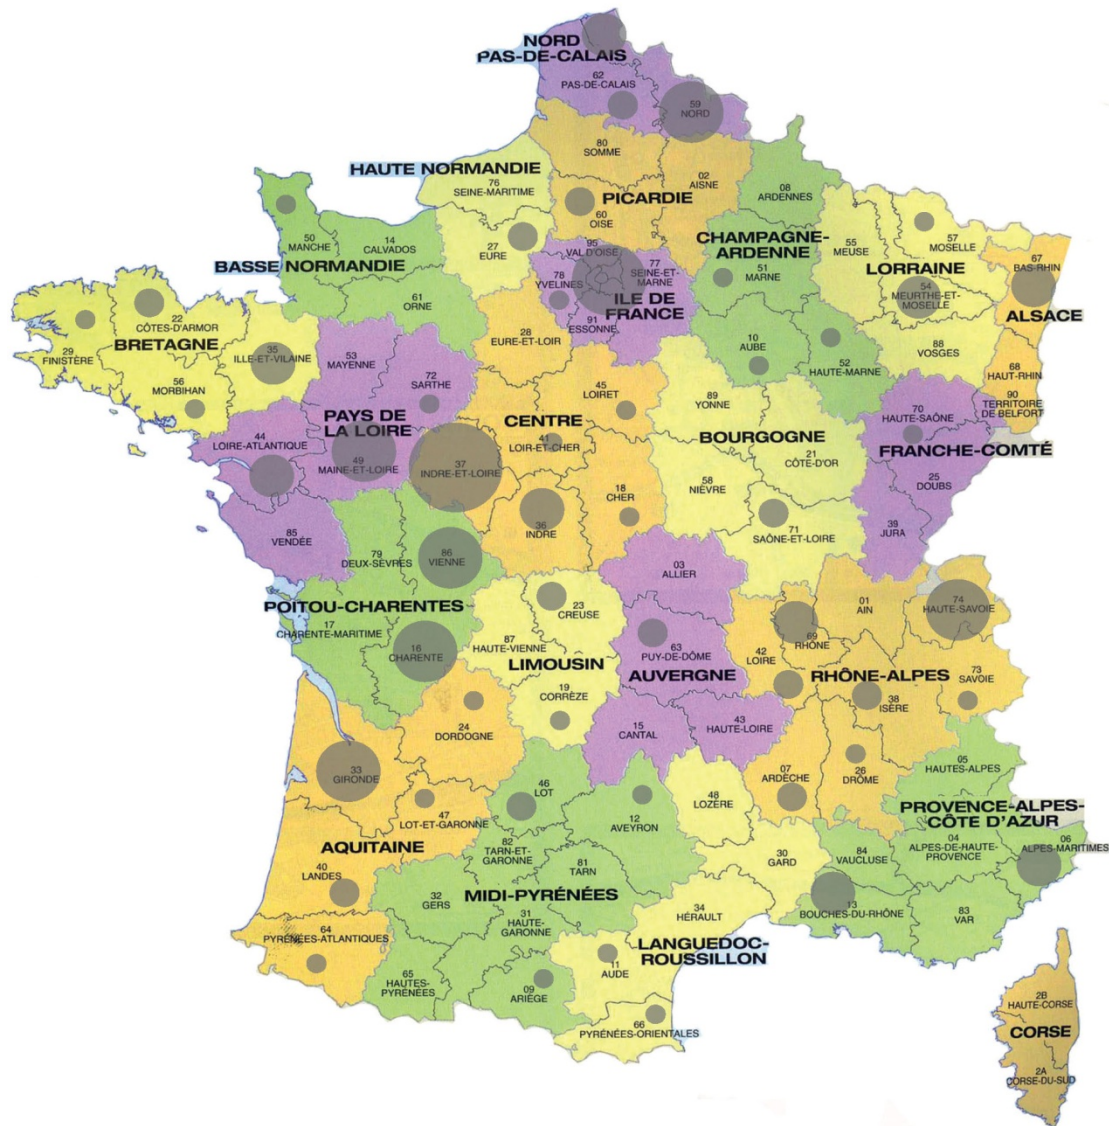 NORD
PAS-DE-CALAIS
62
PAS-DE-CALAIS
59
NORD
80
SOMME
HAUTE NORMANDIE
76
SEINE-MARITIME
02
AISNE
PICARDIE
60
OISE
08
ARDENNES
50
MANCHE
14
CALVADOS
27
EURE
95
VAL D'OISE
78
YVELINES
77
SEINE-ET-
MARNE
91
ESSONNE
ILE DE
FRANCE
CHAMPAGNE-
ARDENNE
51
MARNE
55
MEUSE
57
MOSELLE
LORRAINE
54
MEURTHE-ET-
MOSELLE
67
BAS-RHIN
ALSACE
BASSE NORMANDIE
61
ORNE
22
CÔTES-D'ARMOR
BRETAGNE
29
FINISTÈRE
35
ILLE-ET-VILAINE
56
MORBIHAN
53
MAYENNE
72
SARTHE
28
EURE-ET-LOIR
10
AUBE
52
HAUTE-MARNE
88
VOSGES
68
HAUT-RHIN
90
TERRITOIRE
DE BELFORT
45
LOIRET
89
YONNE
70
HAUTE-SAÔNE
PAYS DE
LA LOIRE
44
LOIRE-ATLANTIQUE
49
MAINE-ET-LOIRE
CENTRE
41
LOIR-ET-CHER
37
INDRE-ET-LOIRE
BOURGOGNE
21
CÔTE-D'OR
FRANCHE-COMTÉ
25
DOUBS
58
NIÈVRE
18
CHER
36
INDRE
71
SAÔNE-ET-LOIRE
39
JURA
85
VENDÉE
79
DEUX-SÈVRES
86
VIENNE
03
ALLIER
POITOU-CHARENTES
17
CHARENTE-MARITIME
16
CHARENTE
23
CREUSE
87
HAUTE-VIENNE
LIMOUSIN
19
CORRÈZE
63
PUY-DE-DÔME
AUVERGNE
42
LOIRE
69
RHÔNE
01
AIN
74
HAUTE-SAVOIE
RHÔNE-ALPES
73
SAVOIE
38
ISÈRE
24
DORDOGNE
15
CANTAL
43
HAUTE-LOIRE
33
GIRONDE
46
LOT
07
ARDÈCHE
26
DRÔME
05
HAUTES-ALPES
47
LOT-ET-GARONNE
12
AVEYRON
48
LOZÈRE
PROVENCE-ALPES-
CÔTE D'AZUR
AQUITAINE
82
TARN-ET-
GARONNE
81
TARN
30
GARD
84
VAUCLUSE
04
ALPES-DE-HAUTE-
PROVENCE
06
ALPES-MARITIMES
40
LANDES
32
GERS
MIDI-PYRÉNÉES
31
HAUTE-
GARONNE
34
HÉRAULT
13
BOUCHES-DU-RHÔNE
83
VAR
64
PYRÉNÉES-ATLANTIQUES
65
HAUTES-
PYRÉNÉES
09
ARIÈGE
11
AUDE
LANGUEDOC-
ROUSSILLON
66
PYRÉNÉES-ORIENTALES
2B
HAUTE-CORSE
CORSE
2A
CORSE-DU-SUD